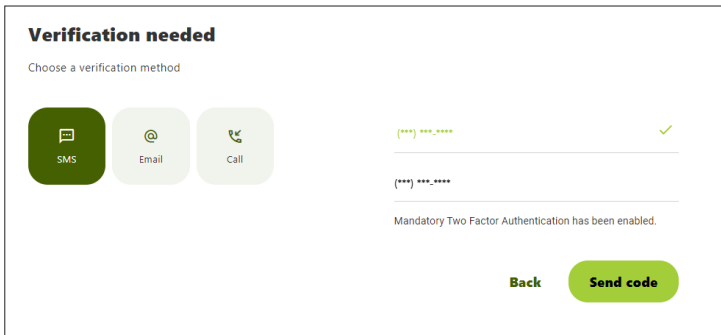 Verification needed
Choose a verification method
SMS
Email
Call
(***) ***-****
(***) ***-****
Mandatory Two Factor Authentication has been enabled.
Back
Send code